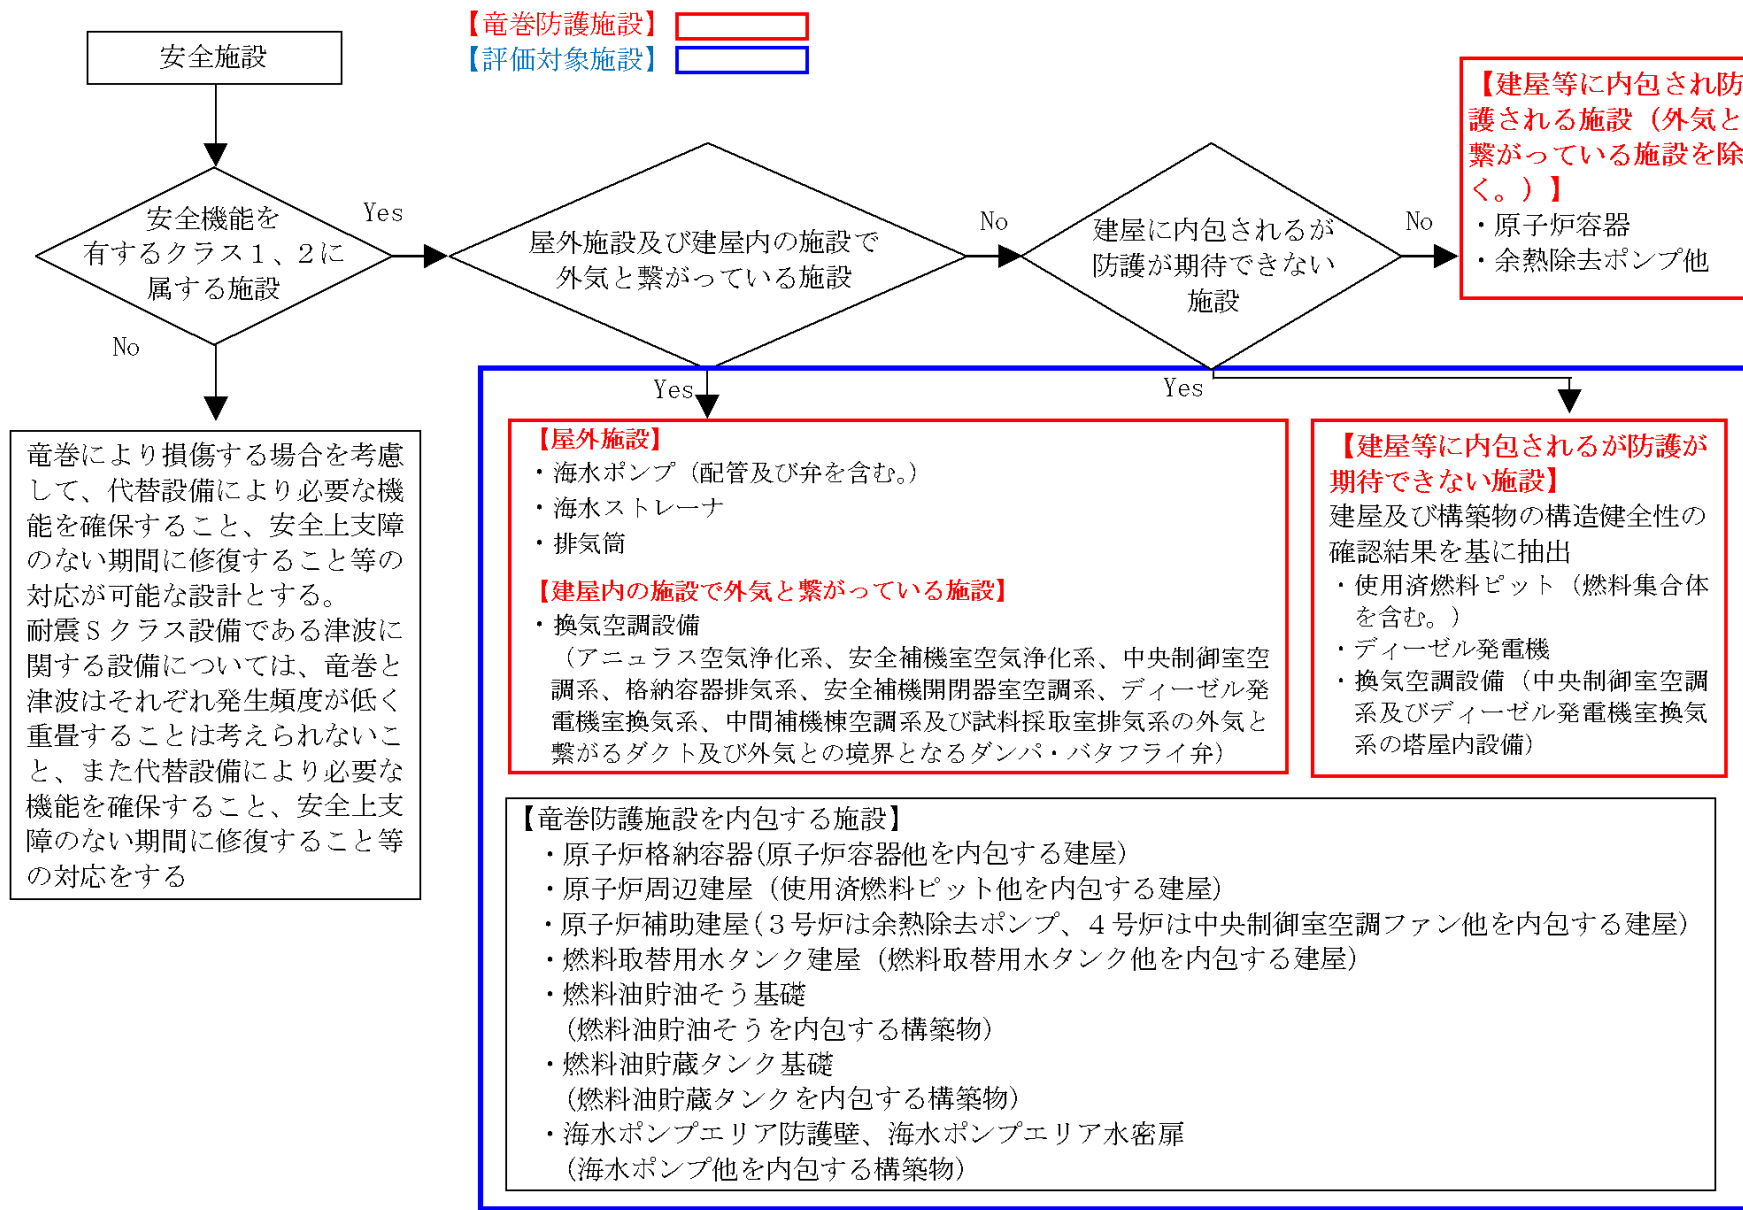 【竜巻防護施設】
【評価対象施設】
安全施設
安全機能を
有するクラス１、２に
属する施設
Yes
No
屋外施設及び建屋内の施設で
外気と繋がっている施設
No
Yes
建屋に内包されるが
防護が期待できない
施設
No
Yes
【建屋等に内包され防
護される施設（外気と
繋がっている施設を除
く。）】
・原子炉容器
・余熱除去ポンプ他
竜巻により損傷する場合を考慮
して、代替設備により必要な機
能を確保すること、安全上支障
のない期間に修復すること等の
対応が可能な設計とする。
耐震Ｓクラス設備である津波に
関する設備については、竜巻と
津波はそれぞれ発生頻度が低く
重畳することは考えられないこ
と、また代替設備により必要な
機能を確保すること、安全上支
障のない期間に修復すること等
の対応をする
【屋外施設】
・海水ポンプ（配管及び弁を含む。）
・海水ストレーナ
・排気筒
【建屋内の施設で外気と繋がっている施設】
・換気空調設備
（アニュラス空気浄化系、安全補機室空気浄化系、中央制御室空
調系、格納容器排気系、安全補機開閉器室空調系、ディーゼル発
電機室換気系、中間補機棟空調系及び試料採取室排気系の外気と
繋がるダクト及び外気との境界となるダンパ・バタフライ弁）
【建屋等に内包されるが防護が
期待できない施設】
建屋及び構築物の構造健全性の
確認結果を基に抽出
・使用済燃料ピット（燃料集合体
を含む。）
・ディーゼル発電機
・換気空調設備（中央制御室空調
系及びディーゼル発電機室換気
系の塔屋内設備）
【竜巻防護施設を内包する施設】
・原子炉格納容器(原子炉容器他を内包する建屋）
・原子炉周辺建屋（使用済燃料ピット他を内包する建屋）
・原子炉補助建屋(３号炉は余熱除去ポンプ、４号炉は中央制御室空調ファン他を内包する建屋）
・燃料取替用水タンク建屋（燃料取替用水タンク他を内包する建屋）
・燃料油貯油そう基礎
（燃料油貯油そうを内包する構築物）
・燃料油貯蔵タンク基礎
（燃料油貯蔵タンクを内包する構築物）
・海水ポンプエリア防護壁、海水ポンプエリア水密扉
（海水ポンプ他を内包する構築物）